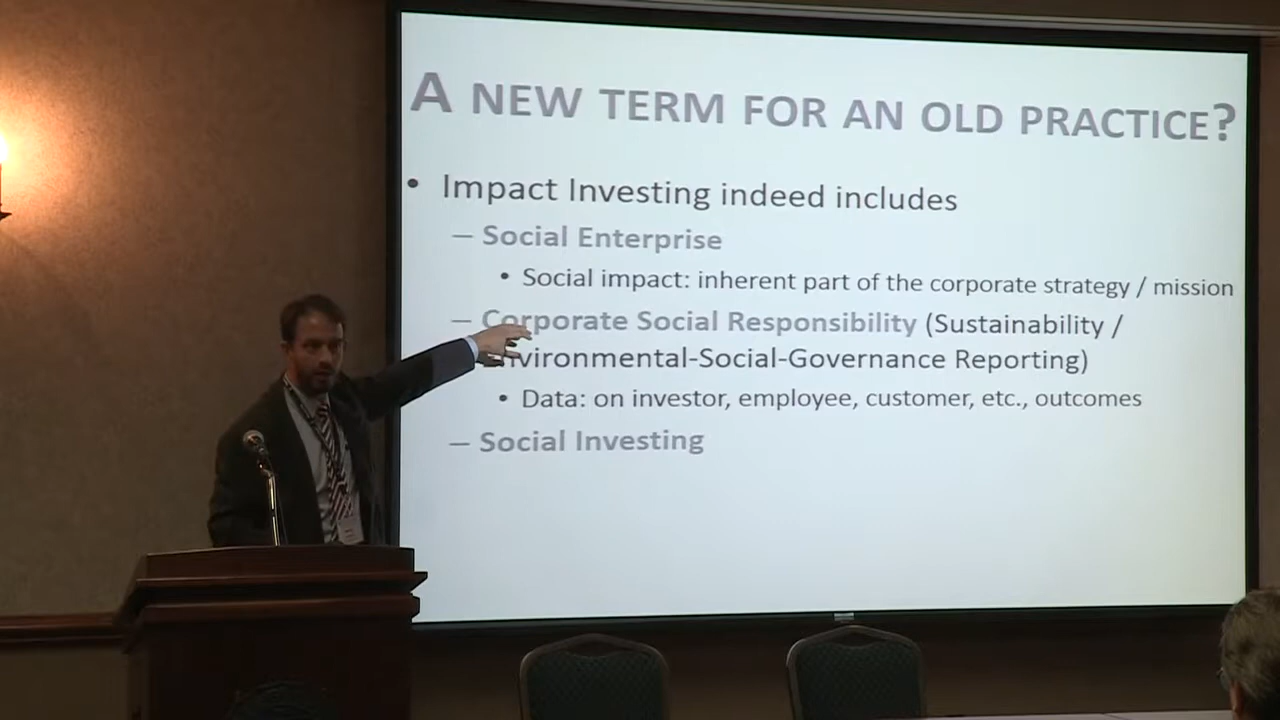 A NEW TERM FOR AN OLD PRACTICE?
• Impact Investing indeed includes
– Social Enterprise
• Social impact: inherent part of the corporate strategy / mission
– Corporate Social Responsibility (Sustainability /
Environmental-Social-Governance Reporting)
• Data: on investor, employee, customer, etc., outcomes
– Social Investing